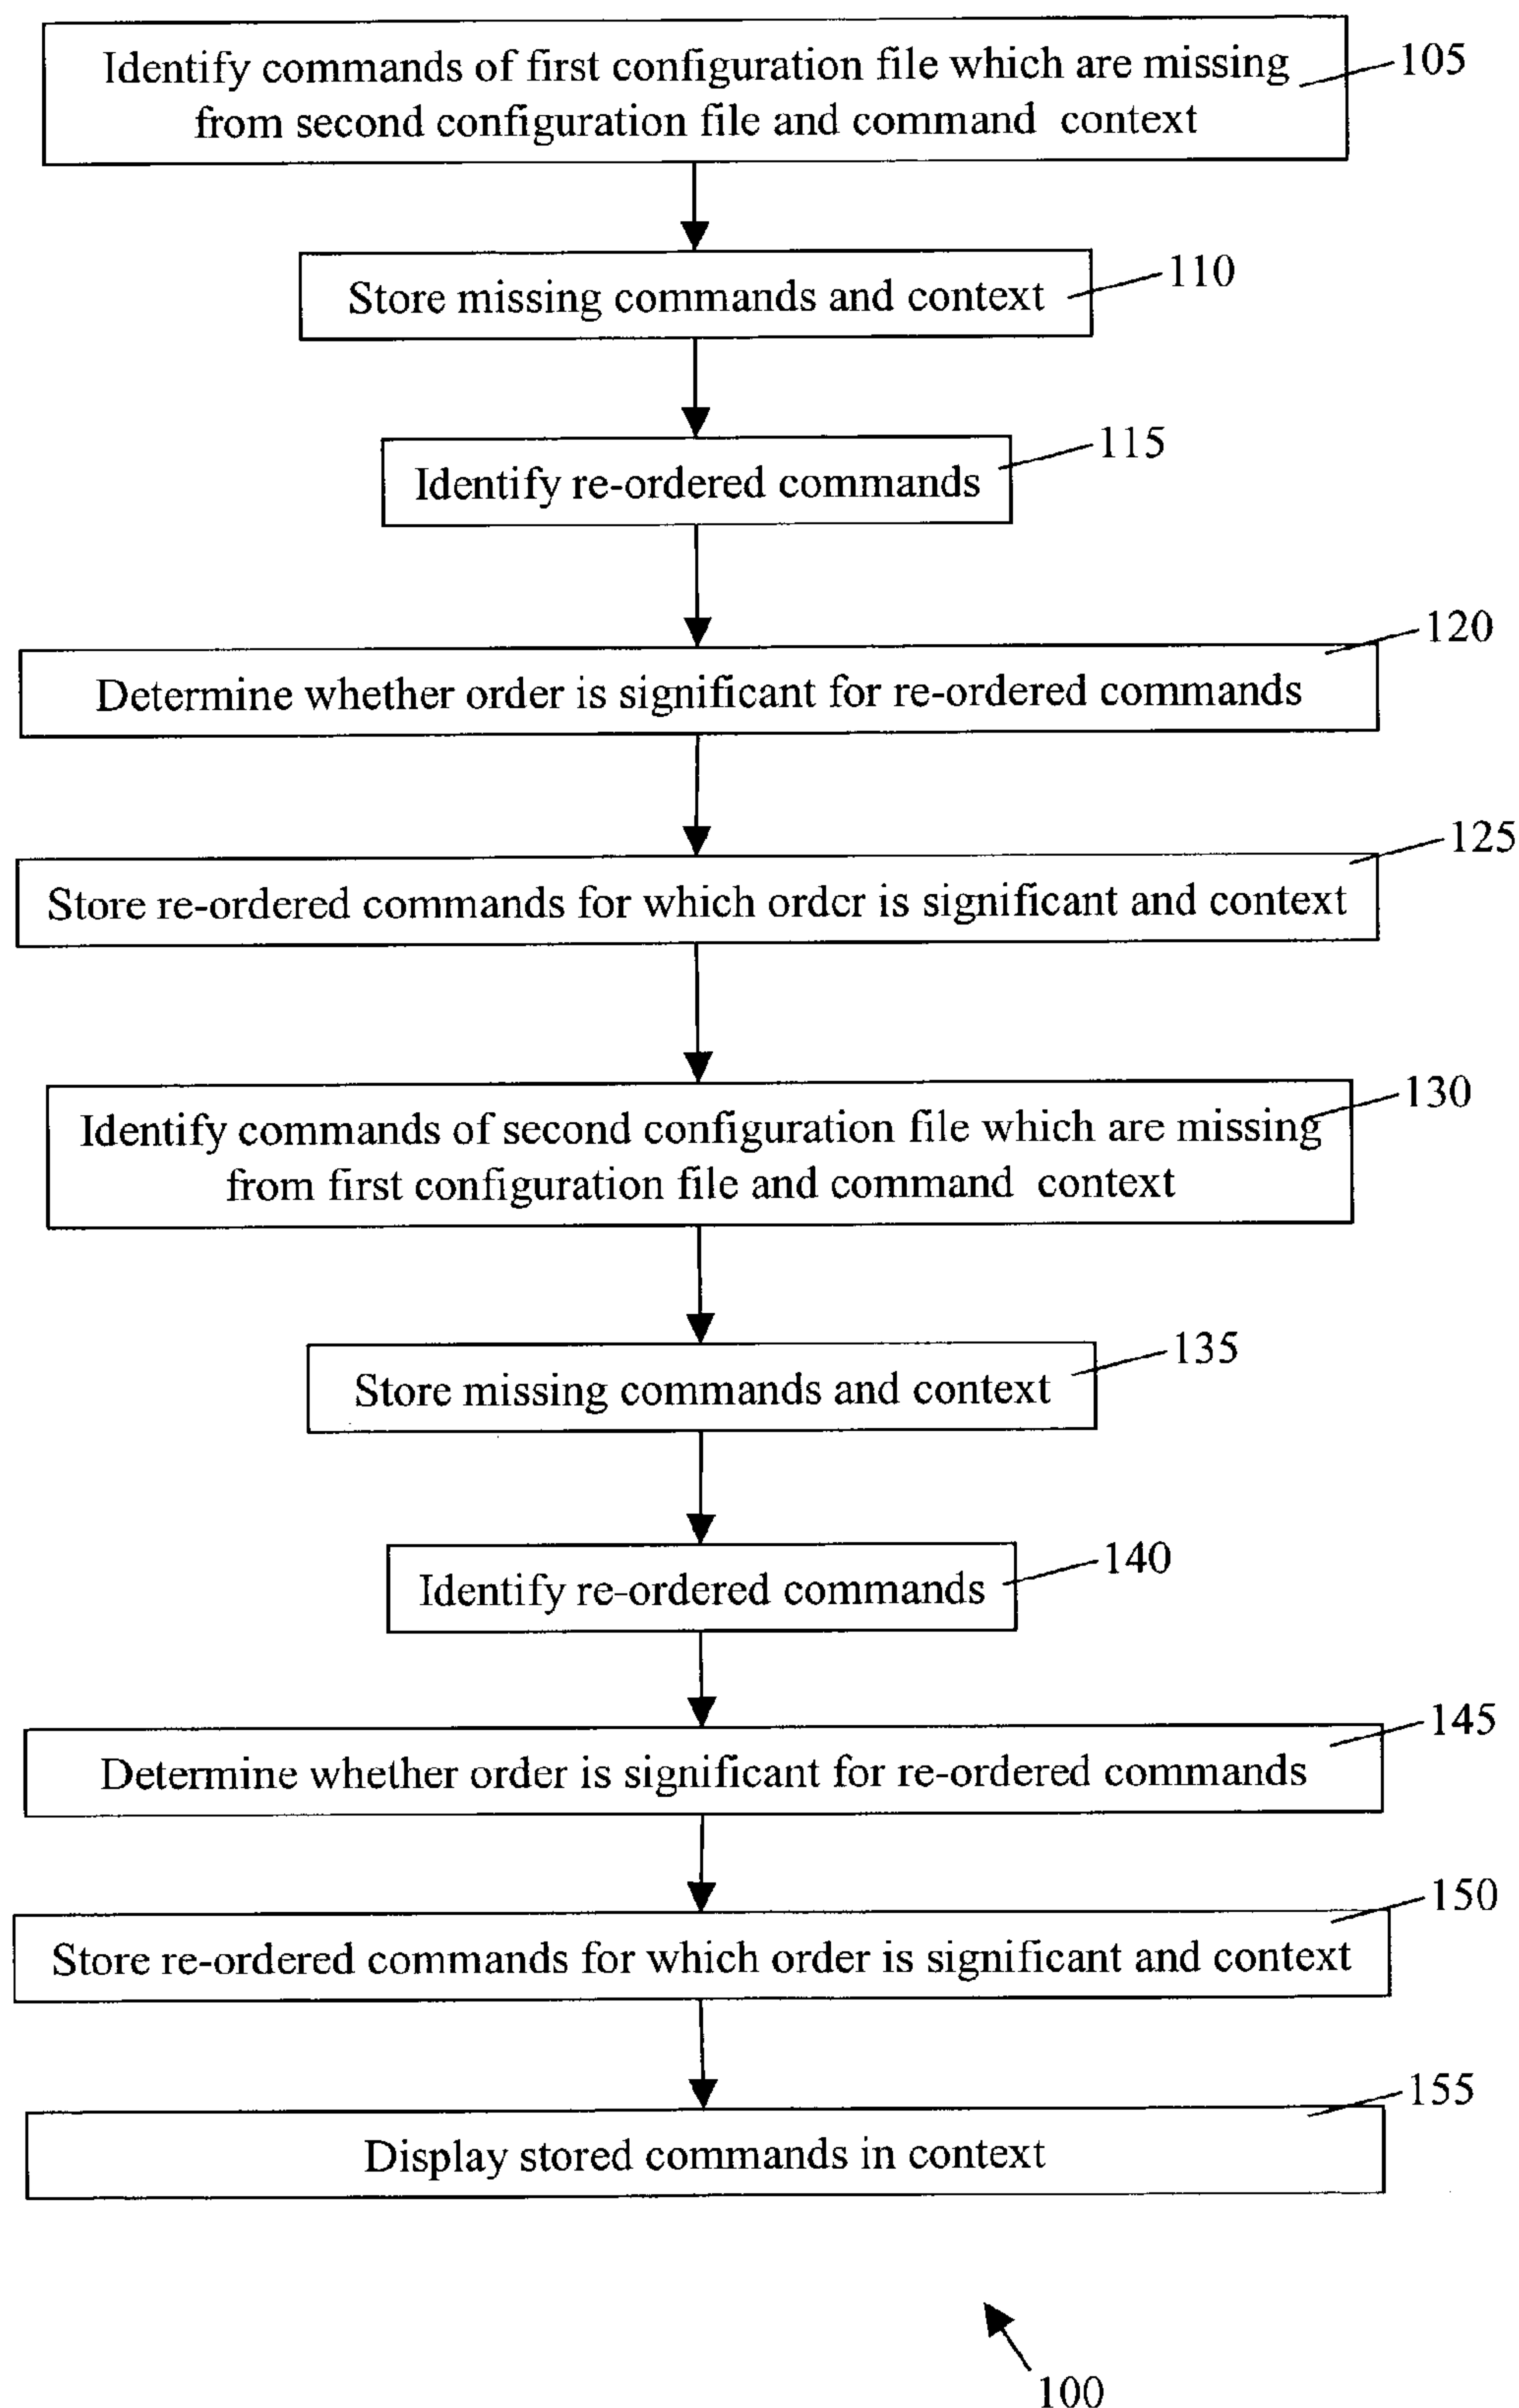 Identify commands of first configuration file which are missing
from second configuration file and command context
105
Store missing commands and context
110
Identify re-ordered commands
115
Determine whether order is significant for re-ordered commands
120
Store re-ordered commands for which order is significant and context
125
Identify commands of second configuration file which are missing
from first configuration file and command context
130
Store missing commands and context
135
Identify re-ordered commands
140
Determine whether order is significant for re-ordered commands
145
Store re-ordered commands for which order is significant and context
150
Display stored commands in context
155
100